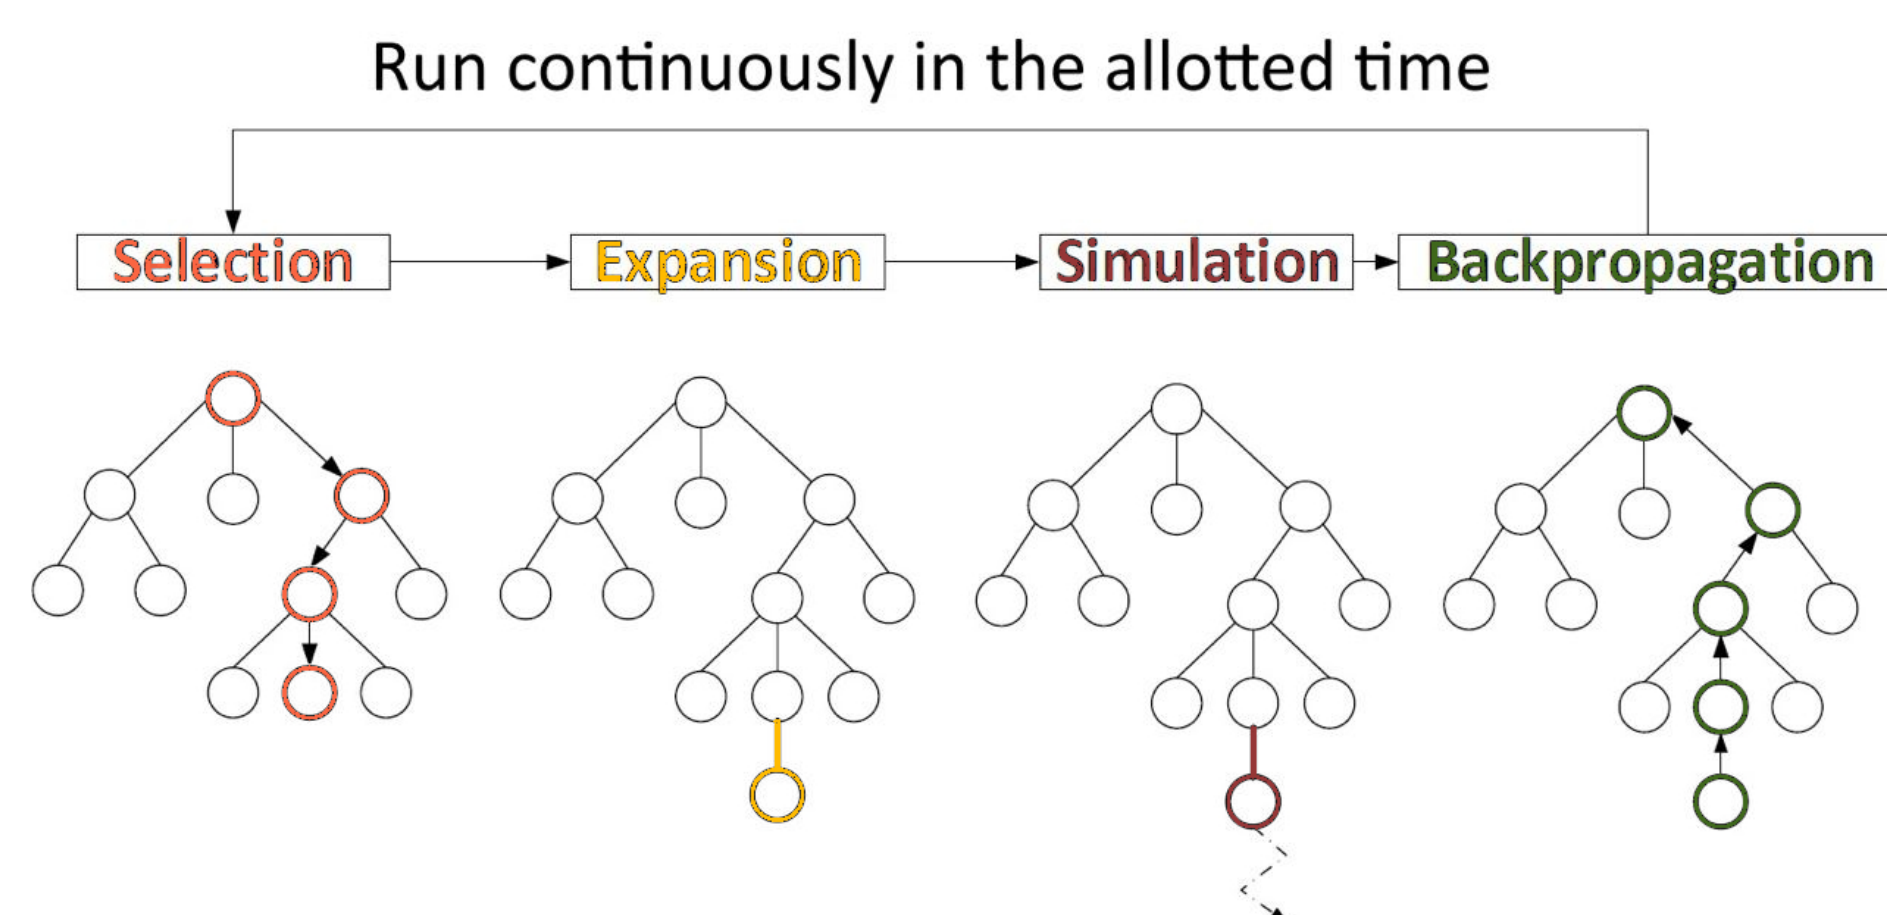 Run continuously in the allotted time
Selection
Expansion
Simulation
Backpropagation